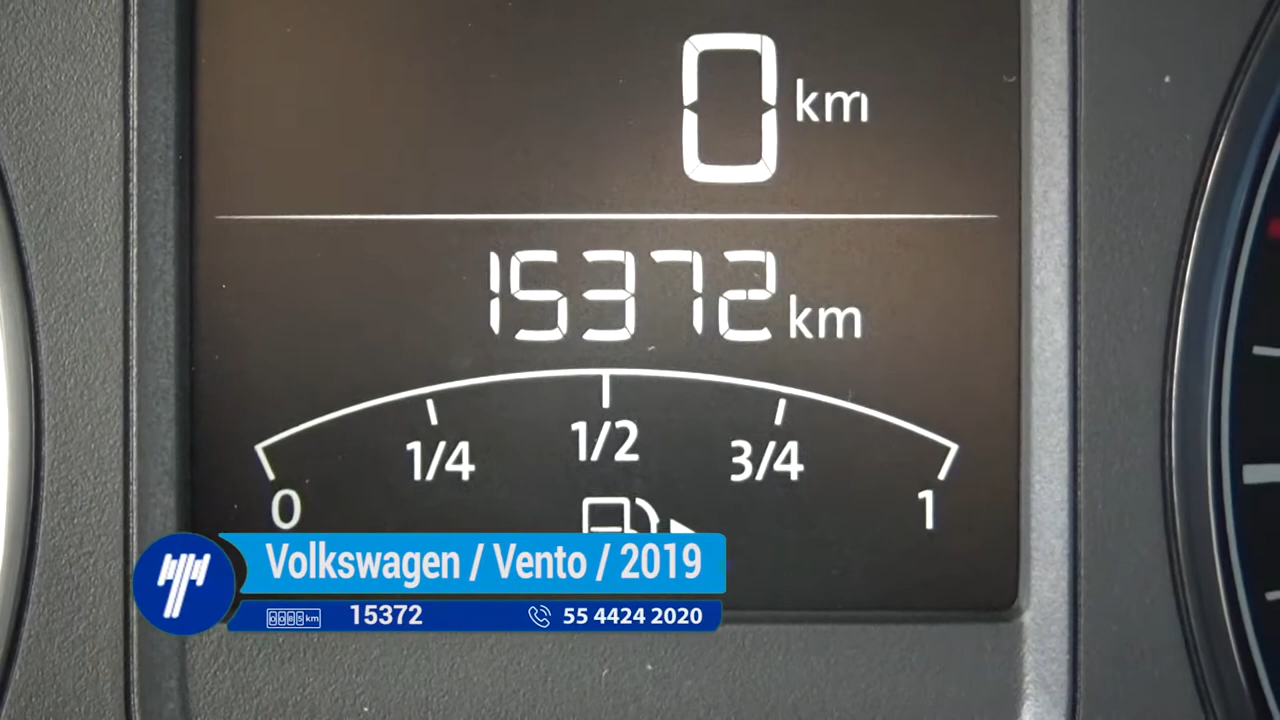 0 km
15372 km
0 1/4 1/2 3/4 1
Volkswagen / Vento / 2019
km 15372 55 4424 2020